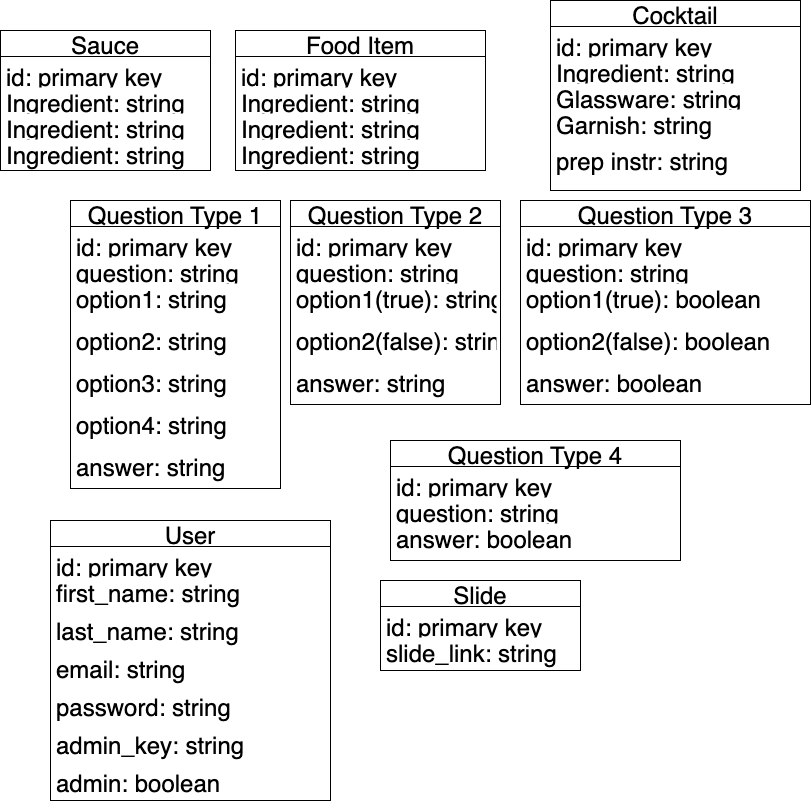 Sauce
id: primary key
Ingredient: string
Ingredient: string
Ingredient: string
Food Item
id: primary key
Ingredient: string
Ingredient: string
Ingredient: string
Cocktail
id: primary key
Ingredient: string
Glassware: string
Garnish: string
prep instr: string
Question Type 1
id: primary key
question: string
option1: string
option2: string
option3: string
option4: string
answer: string
Question Type 2
id: primary key
question: string
option1(true): string
option2(false): strin
answer: string
Question Type 3
id: primary key
question: string
option1(true): boolean
option2(false): boolean
answer: boolean
Question Type 4
id: primary key
question: string
answer: boolean
User
id: primary key
first_name: string
last_name: string
email: string
password: string
admin_key: string
admin: boolean
Slide
id: primary key
slide_link: string